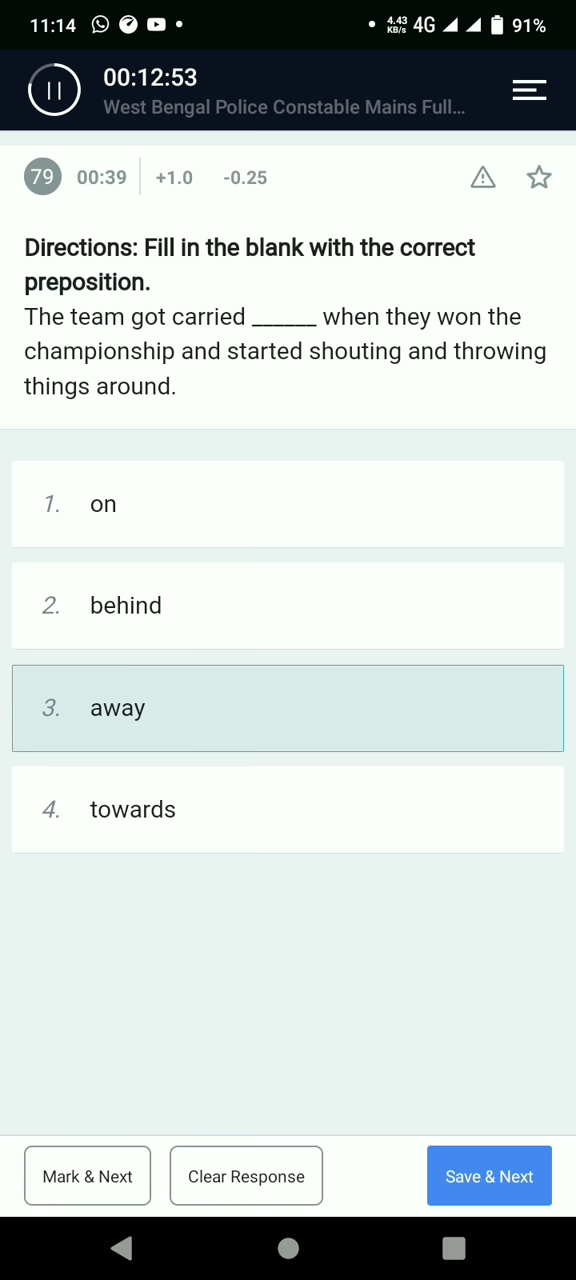 11:14
4.43 KB/s 4G 91%
00:12:53
West Bengal Police Constable Mains Full...
79 00:39 +1.0 -0.25
Directions: Fill in the blank with the correct
preposition.
The team got carried ______ when they won the
championship and started shouting and throwing
things around.
1. on
2. behind
3. away
4. towards
Mark & Next Clear Response Save & Next